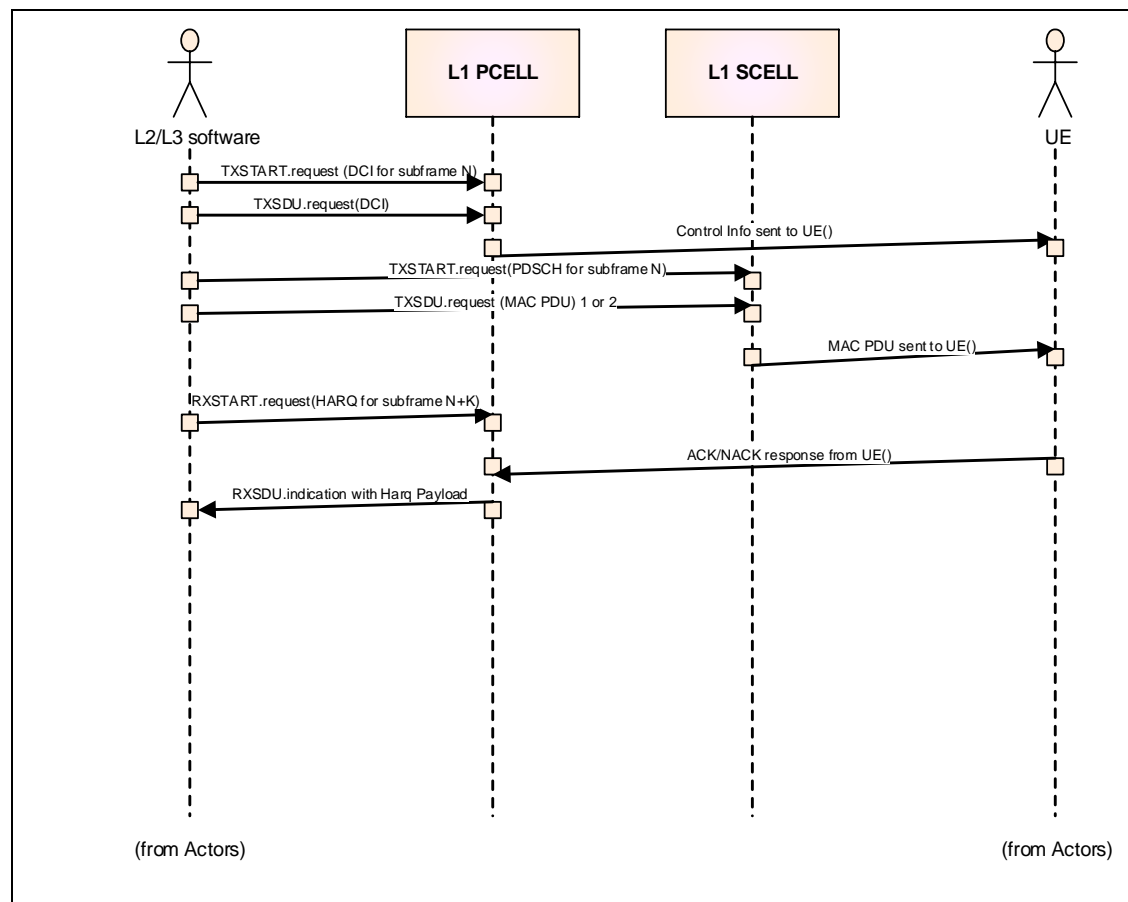 L1 PCELL
L1 SCELL
L2/L3 software
UE
TXSTART.request (DCI for subframe N)
TXSDU.request(DCI)
Control Info sent to UE()
TXSTART.request(PDSCH for subframe N)
TXSDU.request (MAC PDU) 1 or 2
MAC PDU sent to UE()
RXSTART.request(HARQ for subframe N+K)
ACK/NACK response from UE()
RXSDU.indication with Harq Payload
(from Actors)
(from Actors)